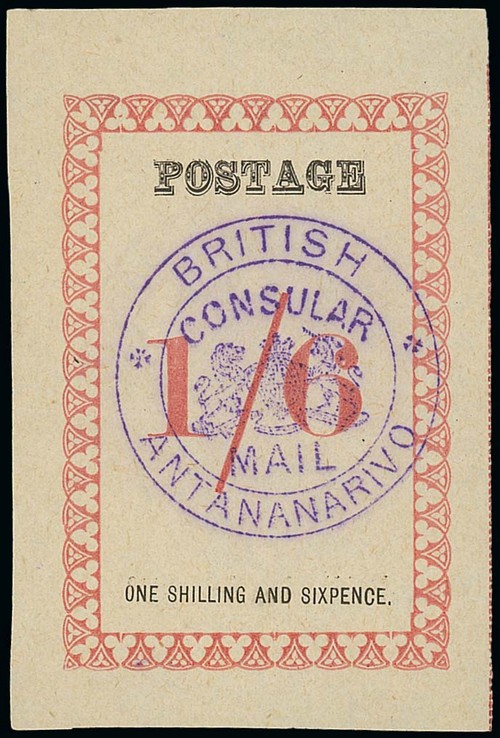 POSTAGE
BRITISH
CONSULAR
1/6
MAIL
ANTANANARIVO
ONE SHILLING AND SIXPENCE.